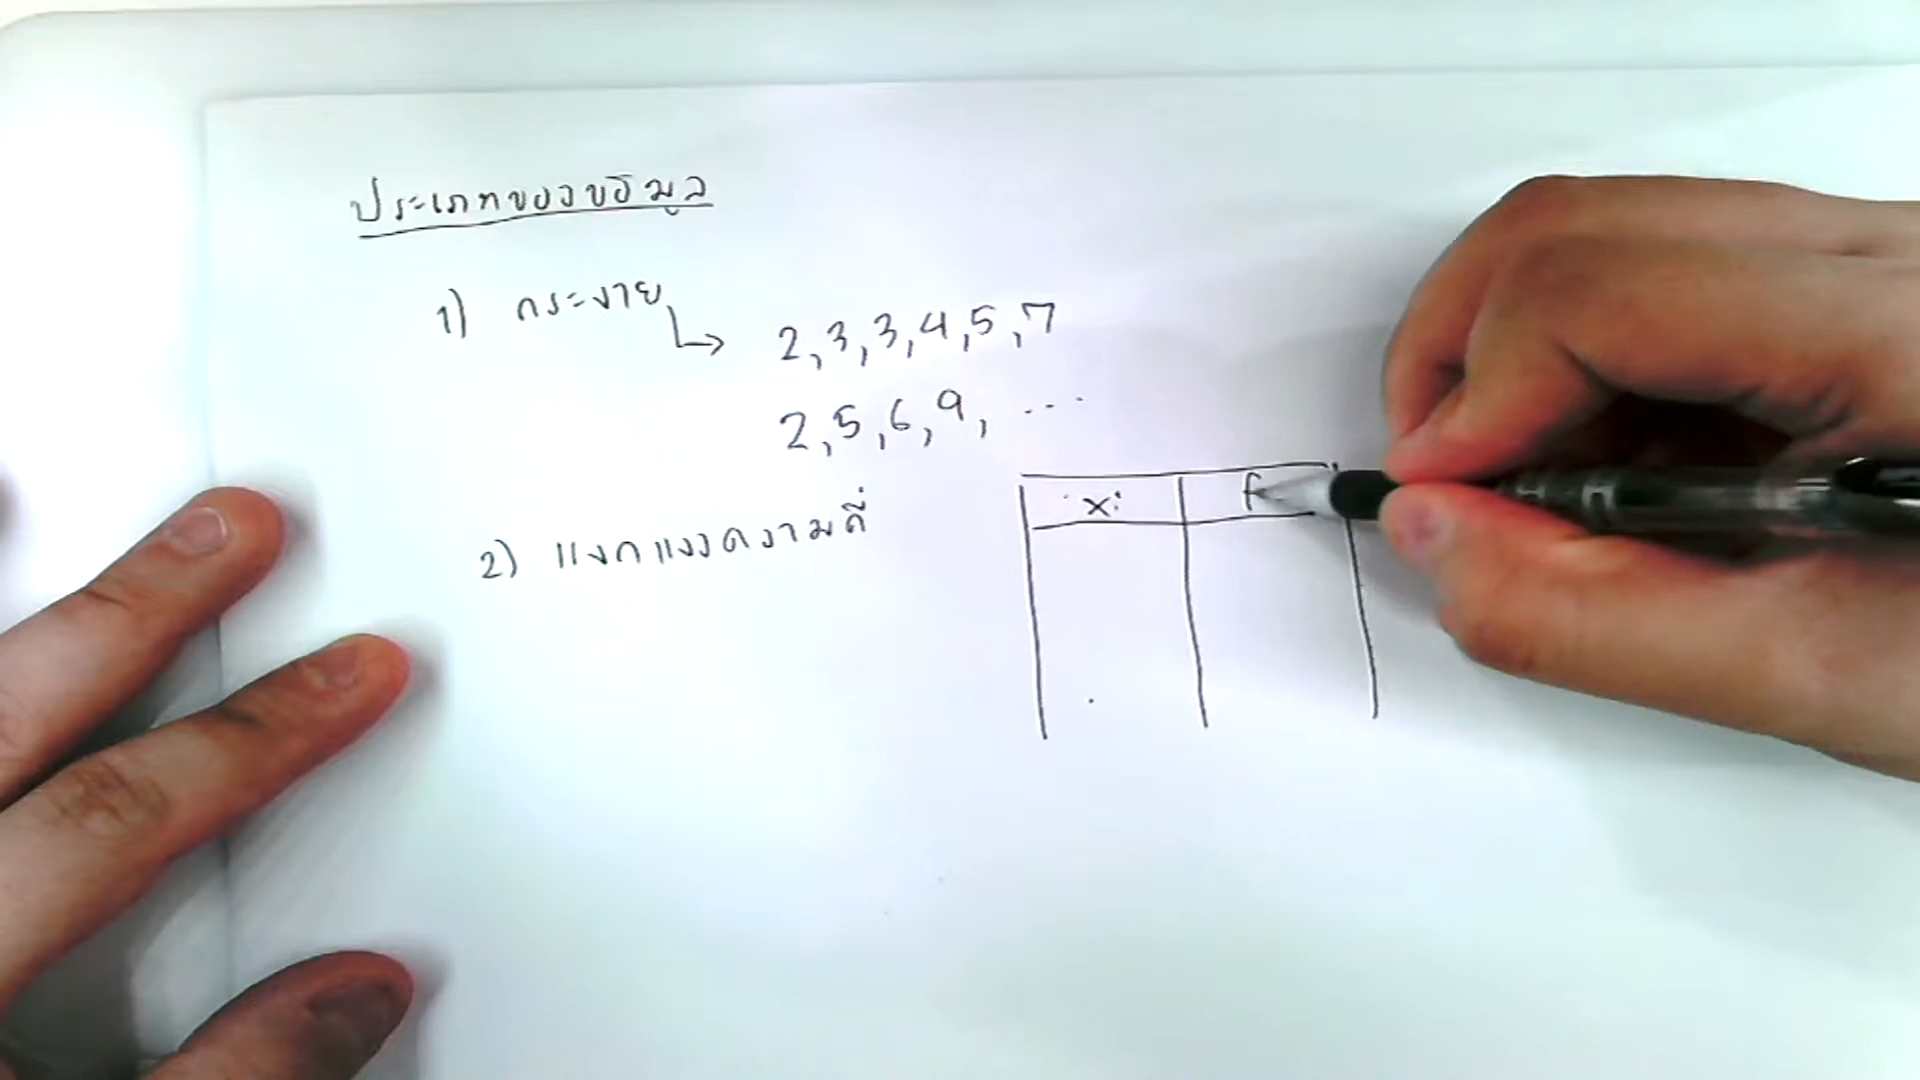 ประเภทของข้อมูล
1) กระจาย
↳ 2,3,3,4,5,7
2,5,6,9, ...
2) แจกแจงความถี่
xi f